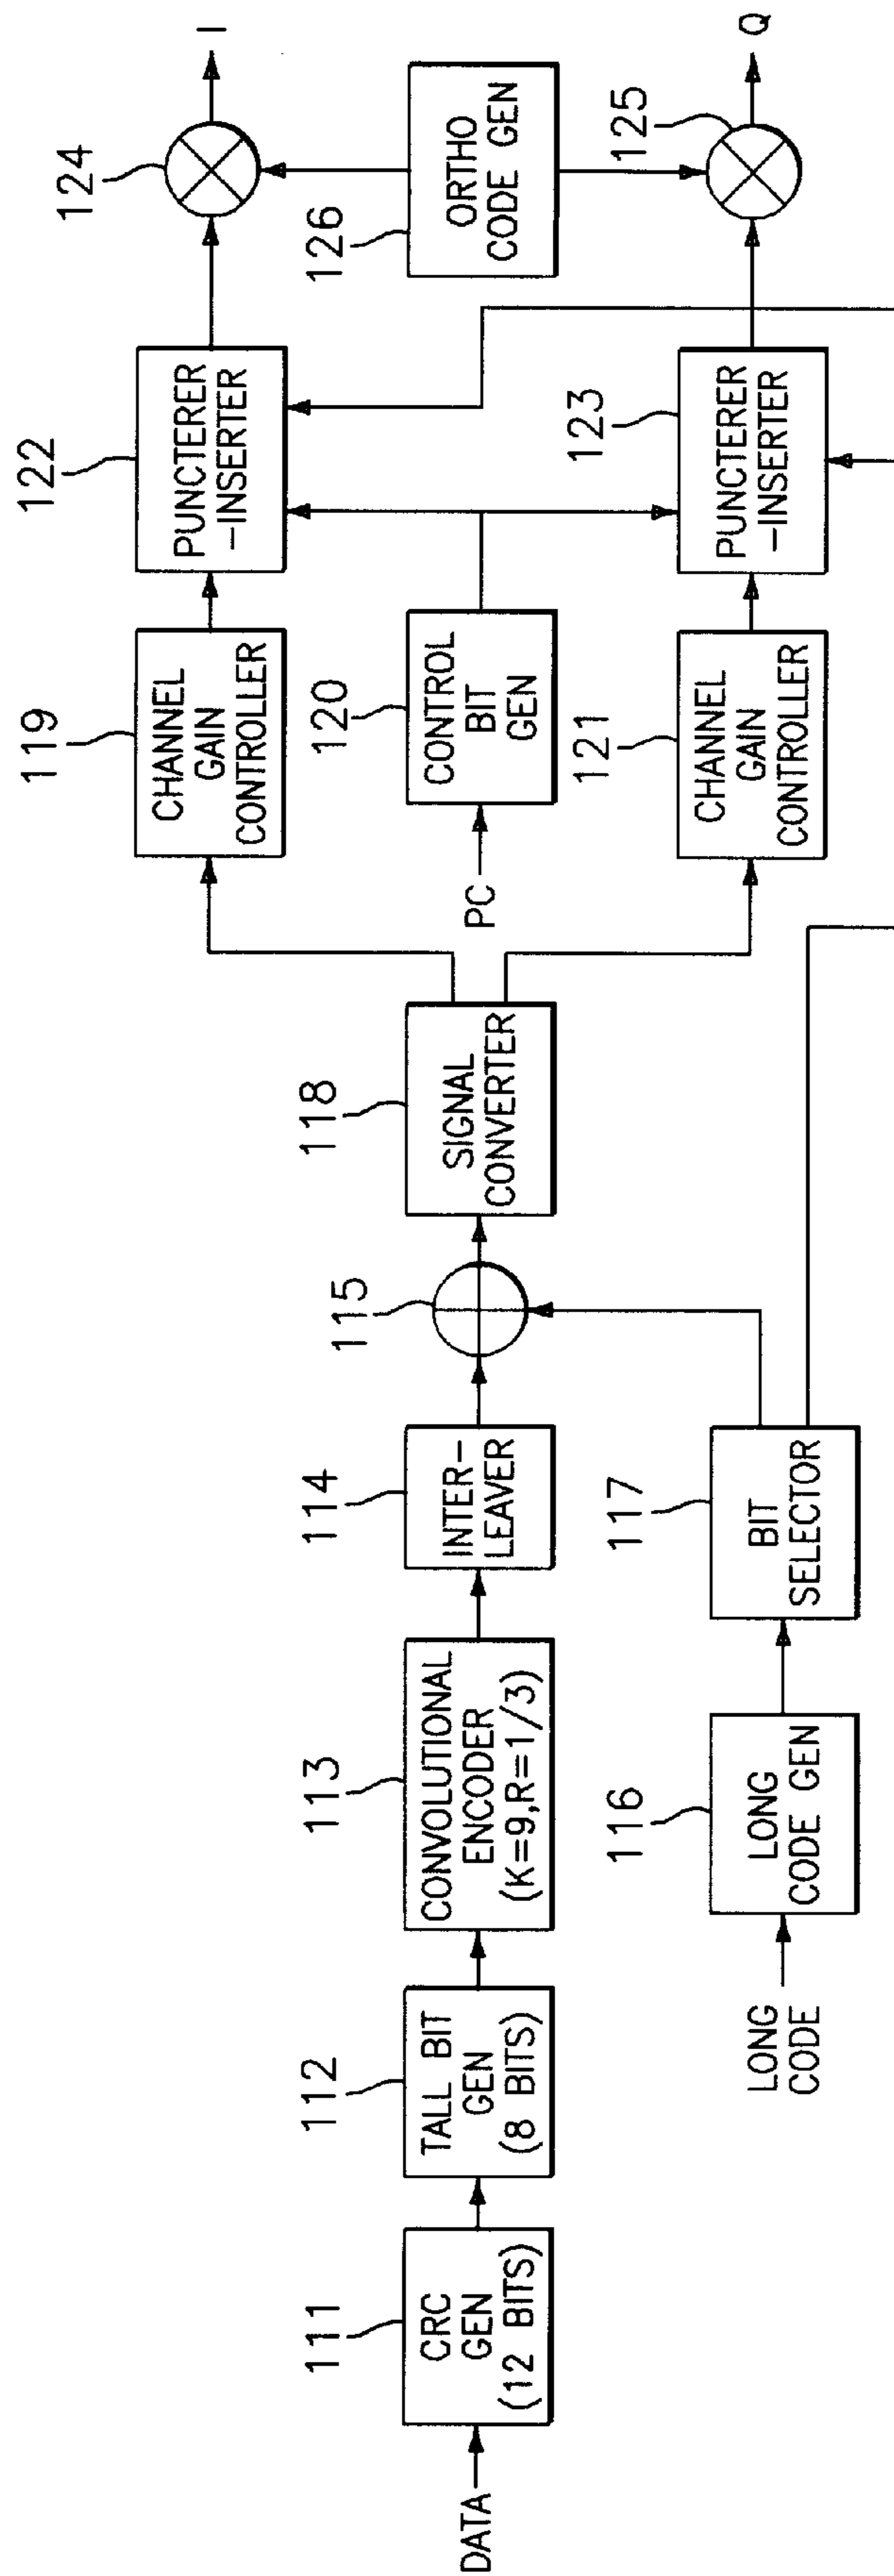 DATA
111
CRC
GEN
(12 BITS)
112
TALL BIT
GEN
(8 BITS)
113
CONVOLUTIONAL
ENCODER
(K=9,R=1/3)
114
INTER-
LEAVER
115
LONG
CODE
116
LONG
CODE GEN
117
BIT
SELECTOR
118
SIGNAL
CONVERTER
119
CHANNEL
GAIN
CONTROLLER
PC
120
CONTROL
BIT
GEN
121
CHANNEL
GAIN
CONTROLLER
122
PUNCTERER
-INSERTER
123
PUNCTERER
-INSERTER
124
I
126
ORTHO
CODE GEN
125
Q